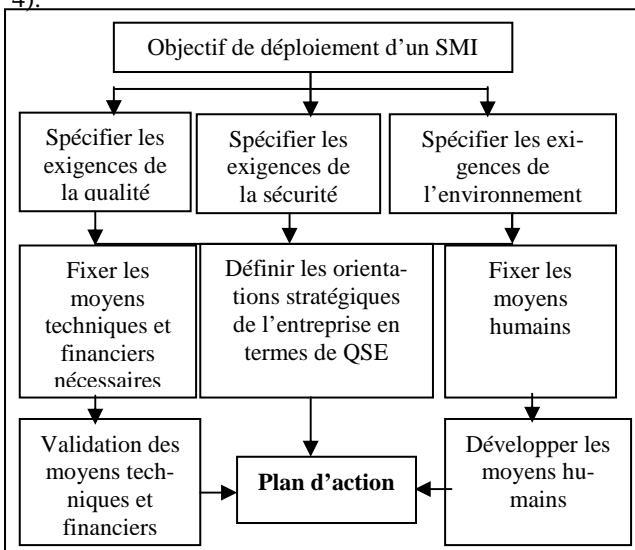 4).
Objectif de déploiement d’un SMI
Spécifier les
exigences de
la qualité
Spécifier les
exigences de
la sécurité
Spécifier les exi-
gences de
l’environnement
Fixer les
moyens
techniques et
financiers
nécessaires
Définir les orienta-
tions stratégiques
de l’entreprise en
termes de QSE
Fixer les
moyens
humains
Validation des
moyens tech-
niques et
financiers
Plan d’action
Développer les
moyens hu-
mains